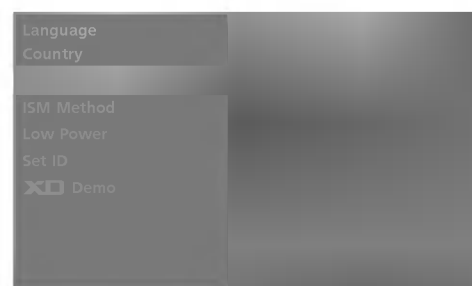 Language
Country
ISM Method
Low Power
Set ID
XD Demo